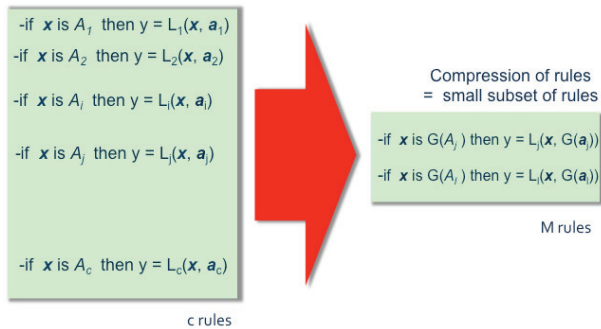 -if x is A1 then y = L1(x, a1)
-if x is A2 then y = L2(x, a2)
-if x is Ai then y = Li(x, ai)
-if x is Aj then y = Lj(x, aj)
-if x is Ac then y = Lc(x, ac)
c rules
Compression of rules
= small subset of rules
-if x is G(Aj ) then y = Lj(x, G(aj))
-if x is G(Ai ) then y = Li(x, G(ai))
M rules